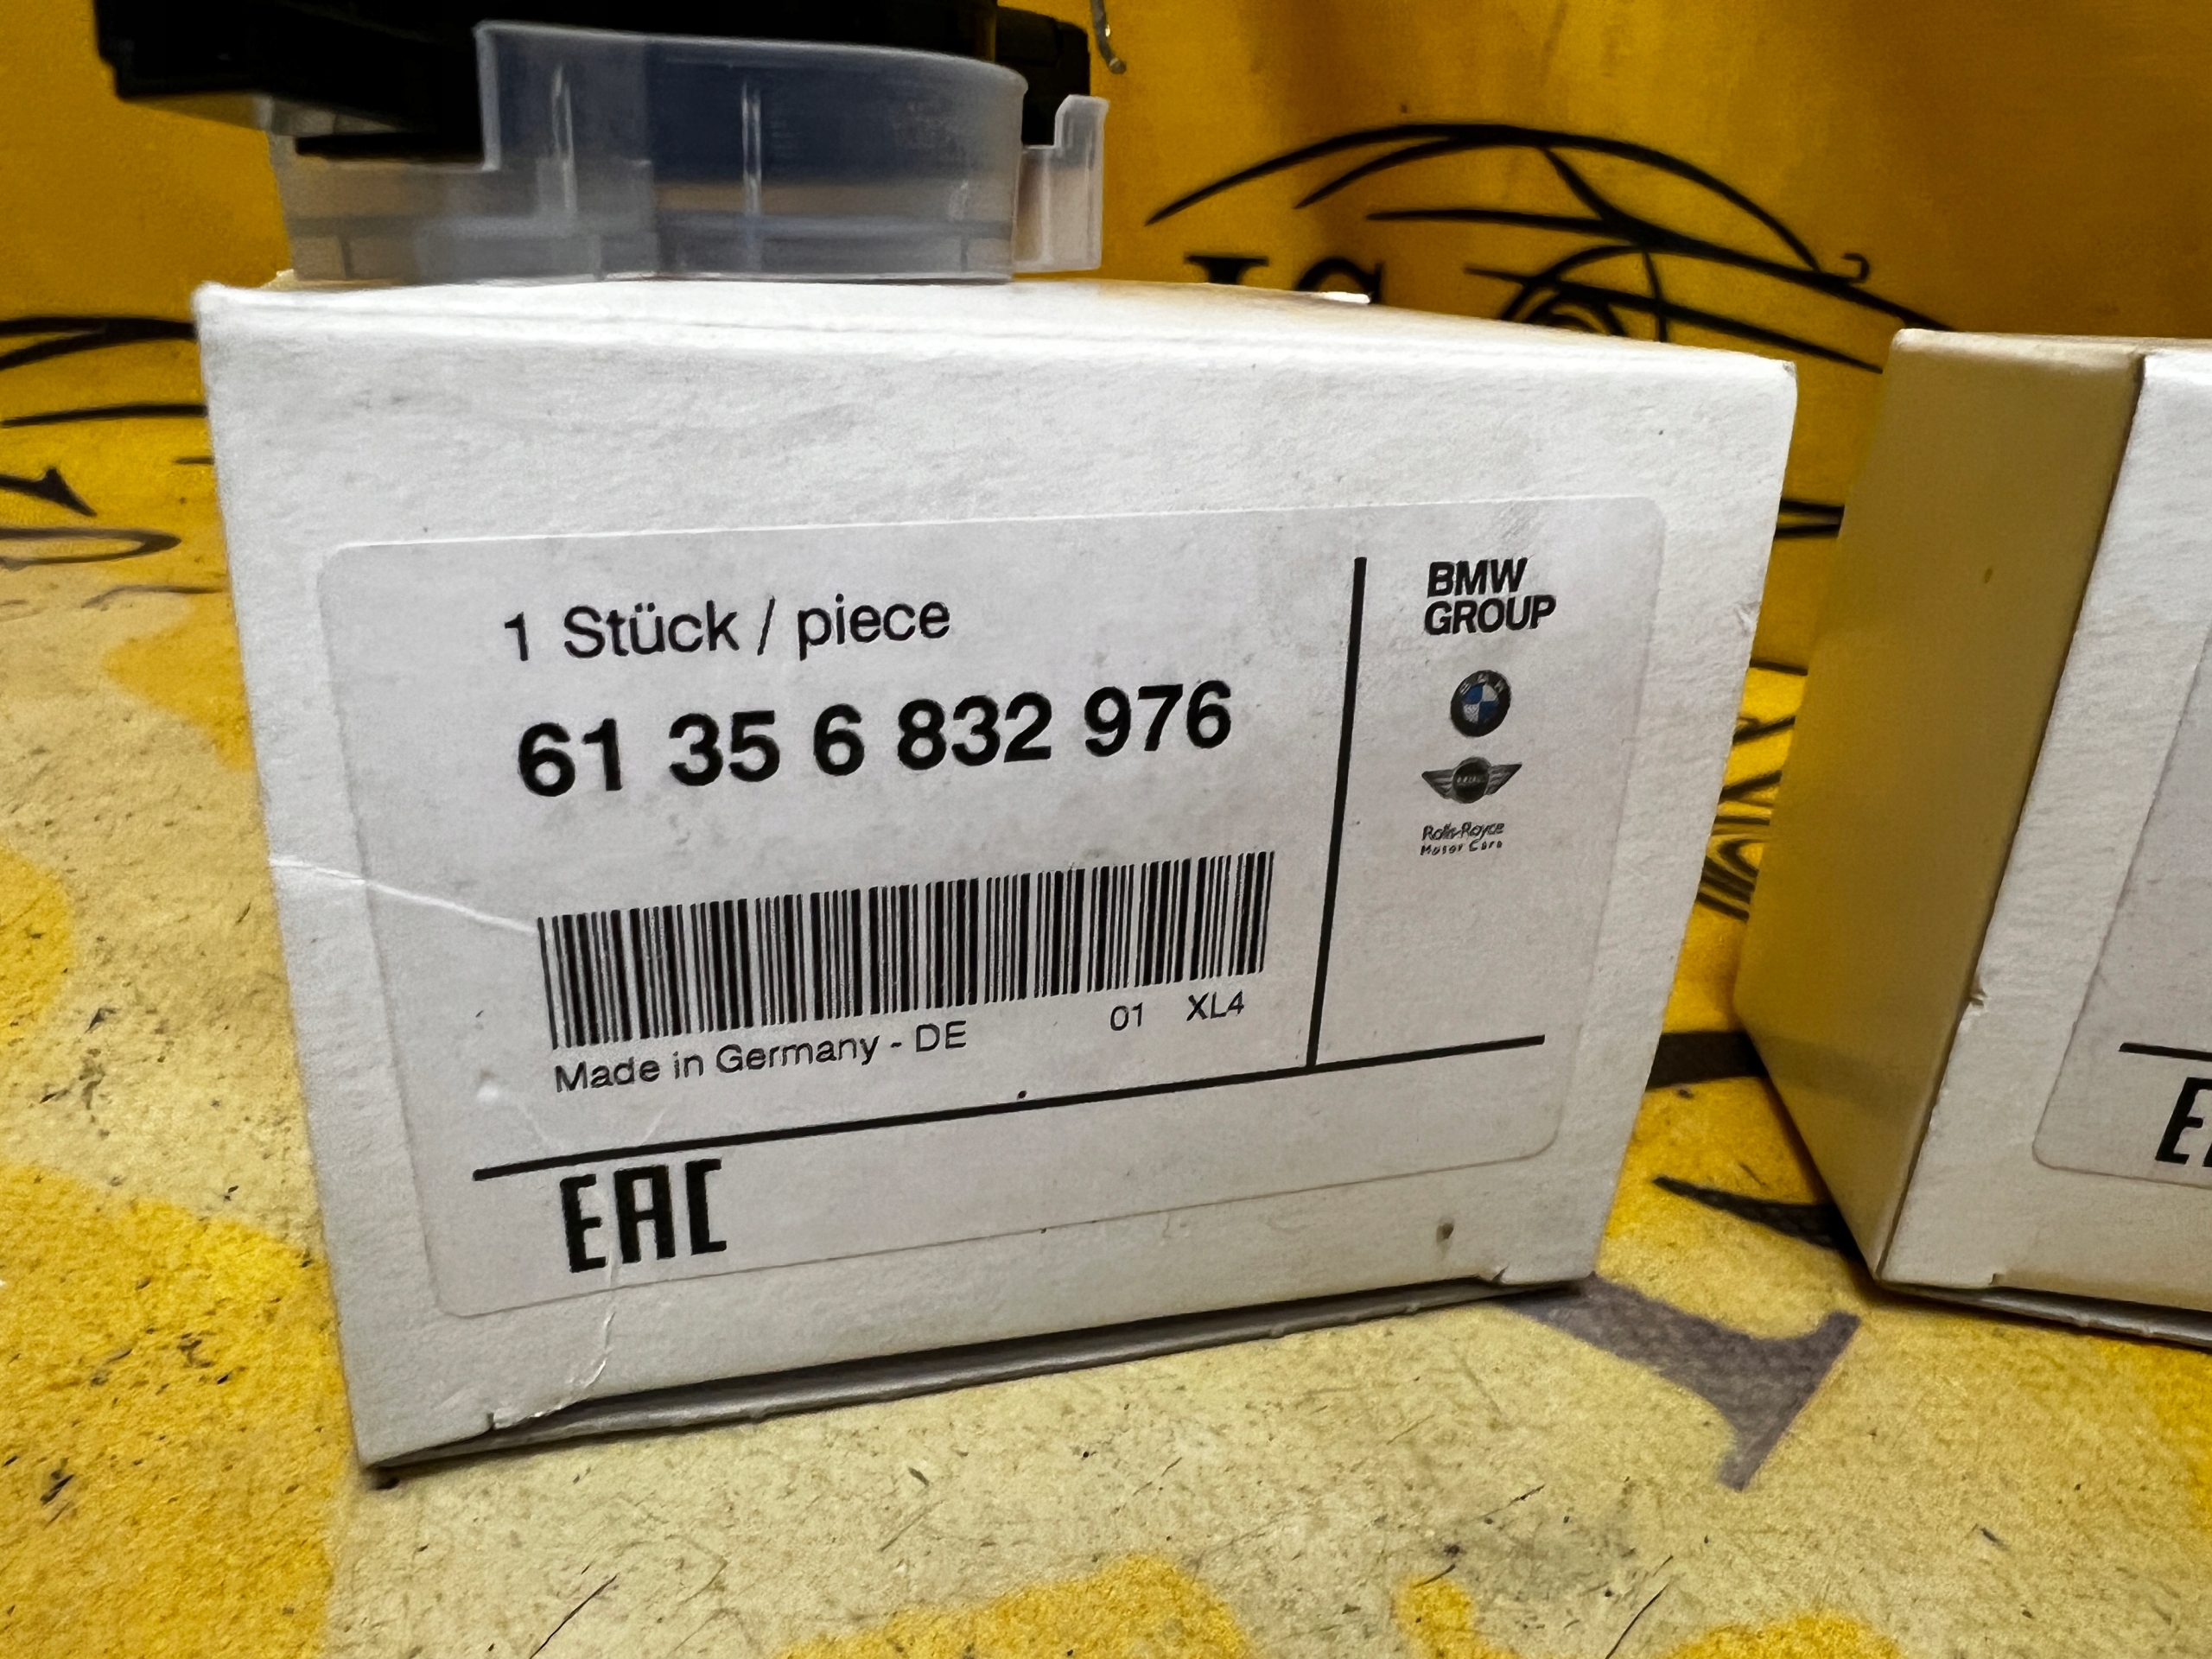 1 Stück / piece
61 35 6 832 976
Made in Germany - DE 01 XL4
EAC
BMW
GROUP
Rolls-Royce
Motor Cars